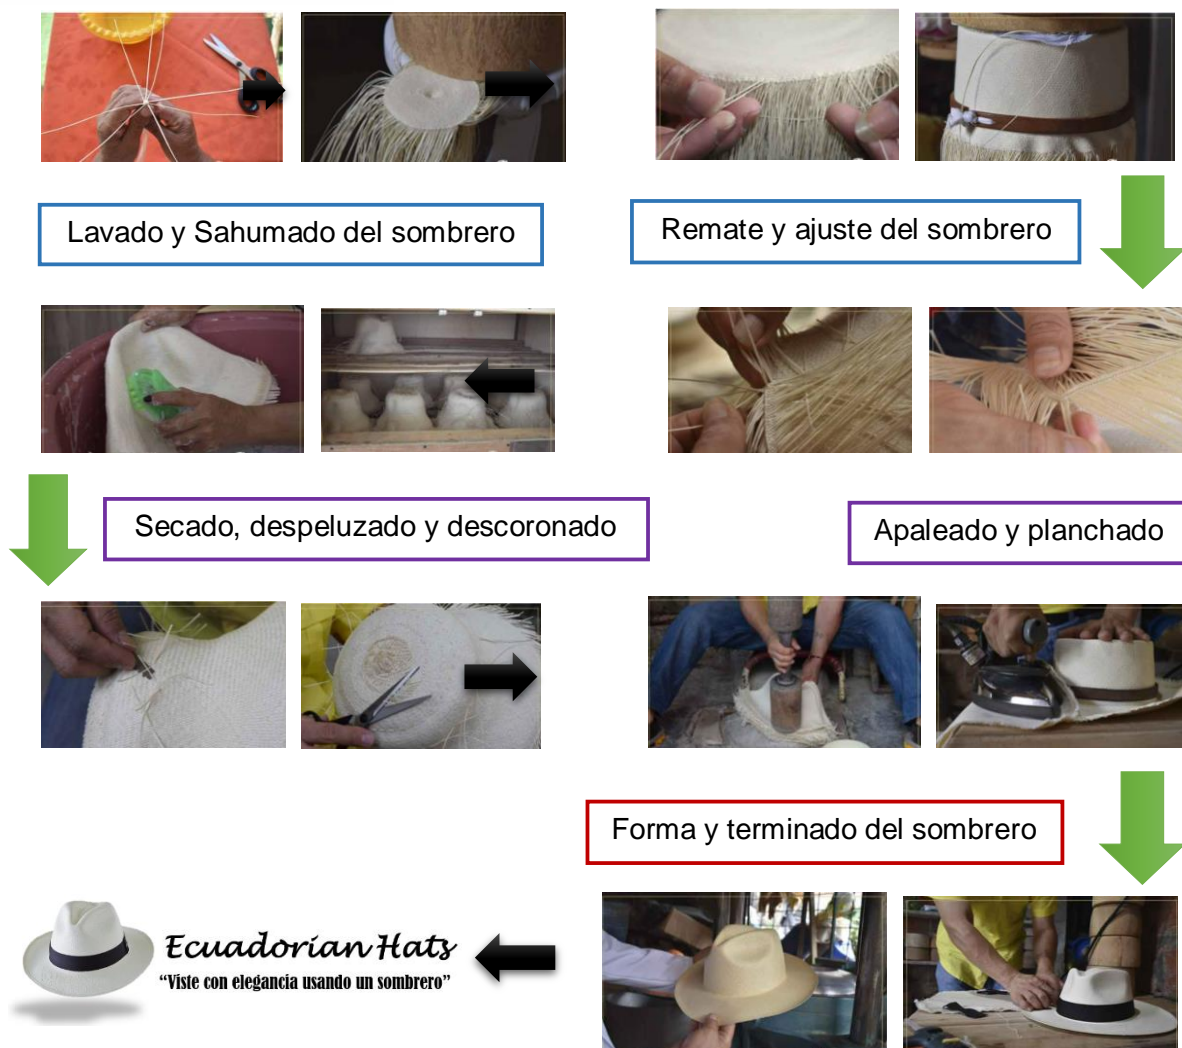 Lavado y Sahumado del sombrero
Remate y ajuste del sombrero
Secado, despeluzado y descoronado
Apaleado y planchado
Forma y terminado del sombrero
Ecuadorian Hats
“Viste con elegancia usando un sombrero”